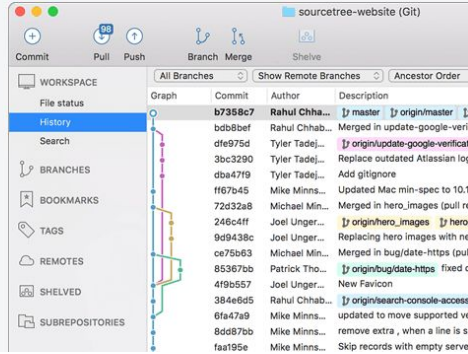 sourcetree-website (Git)
98
Commit Pull Push Branch Merge Shelve
All Branches Show Remote Branches Ancestor Order
Graph Commit Author Description
WORKSPACE
File status
History
Search
BRANCHES
BOOKMARKS
TAGS
REMOTES
SHELVED
SUBREPOSITORIES
b7358c7 Rahul Chha... master origin/master
bdb8bef Rahul Chhab... Merged in update-google-veri
dfe975d Tyler Tadej... origin/update-google-verificat
3bc3290 Tyler Tadej... Replace outdated Atlassian log
dba47f9 Tyler Tadej... Add gitignore
ff67b45 Mike Minns... Updated Mac min-spec to 10.1
72d32a8 Michael Min... Merged in hero_images (pull re
246c4ff Joel Unger... origin/hero_images hero
9d9438c Joel Unger... Replacing hero images with ne
ce75b63 Michael Min... Merged in bug/date-https (pul
85367bb Patrick Tho... origin/bug/date-https fixed
4f9b557 Joel Unger... New Favicon
384e6d5 Rahul Chhab... origin/search-console-access
6fa47a9 Mike Minns... updated to move supported ve
8dd87bb Mike Minns... remove extra , when a line is s
faa195e Mike Minns... Skip records with empty serve